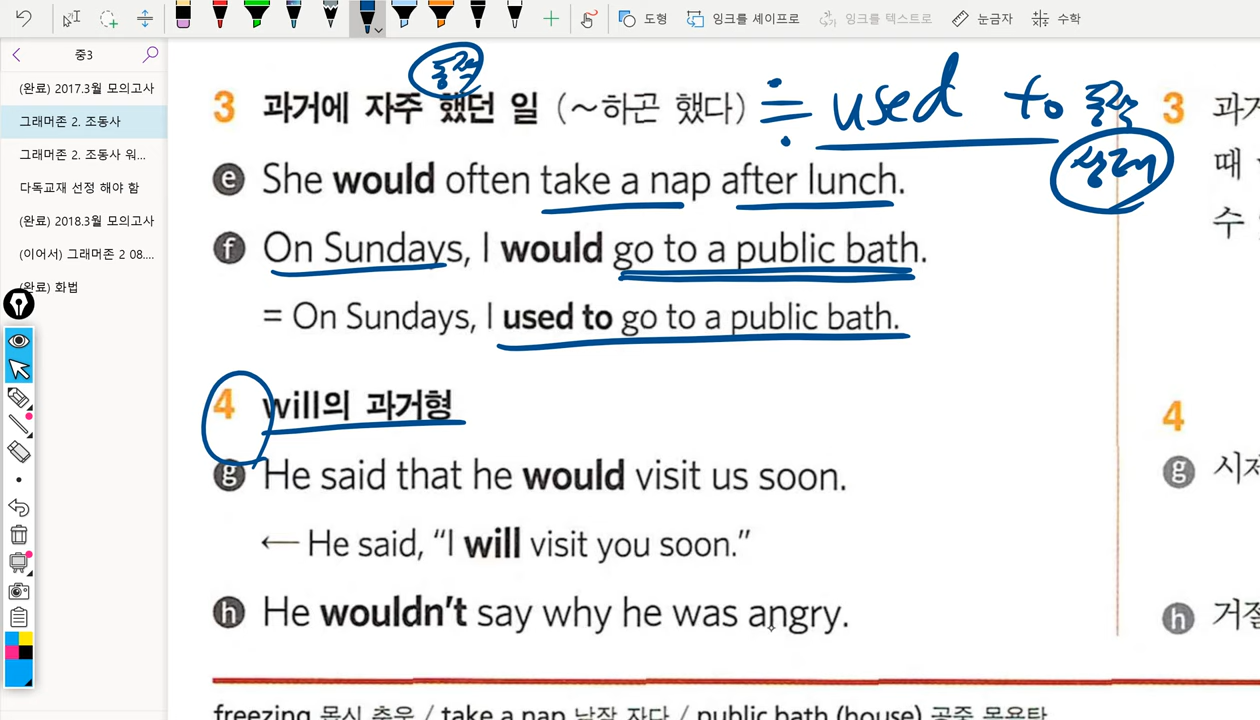 도형
잉크를 셰이프로
잉크를 텍스트로
눈금자
수학
중3
(완료) 2017.3월 모의고사
그래머존 2. 조동사
그래머존 2. 조동사 워...
다독교재 선정 해야 함
(완료) 2018.3월 모의고사
(이어서) 그래머존 2 08....
(완료) 화법
동작
3 과거에 자주 했던 일 (~하곤 했다) ≒ used to 동작
상태
e She would often take a nap after lunch.
f On Sundays, I would go to a public bath.
= On Sundays, I used to go to a public bath.
4 will의 과거형
g He said that he would visit us soon.
← He said, “I will visit you soon.”
h He wouldn't say why he was angry.
freezing 몹시 추운 / take a nap 낮잠 자다 / public bath (house) 공중 목욕탕
3 과거
때
수
4
g 시제
h 거절